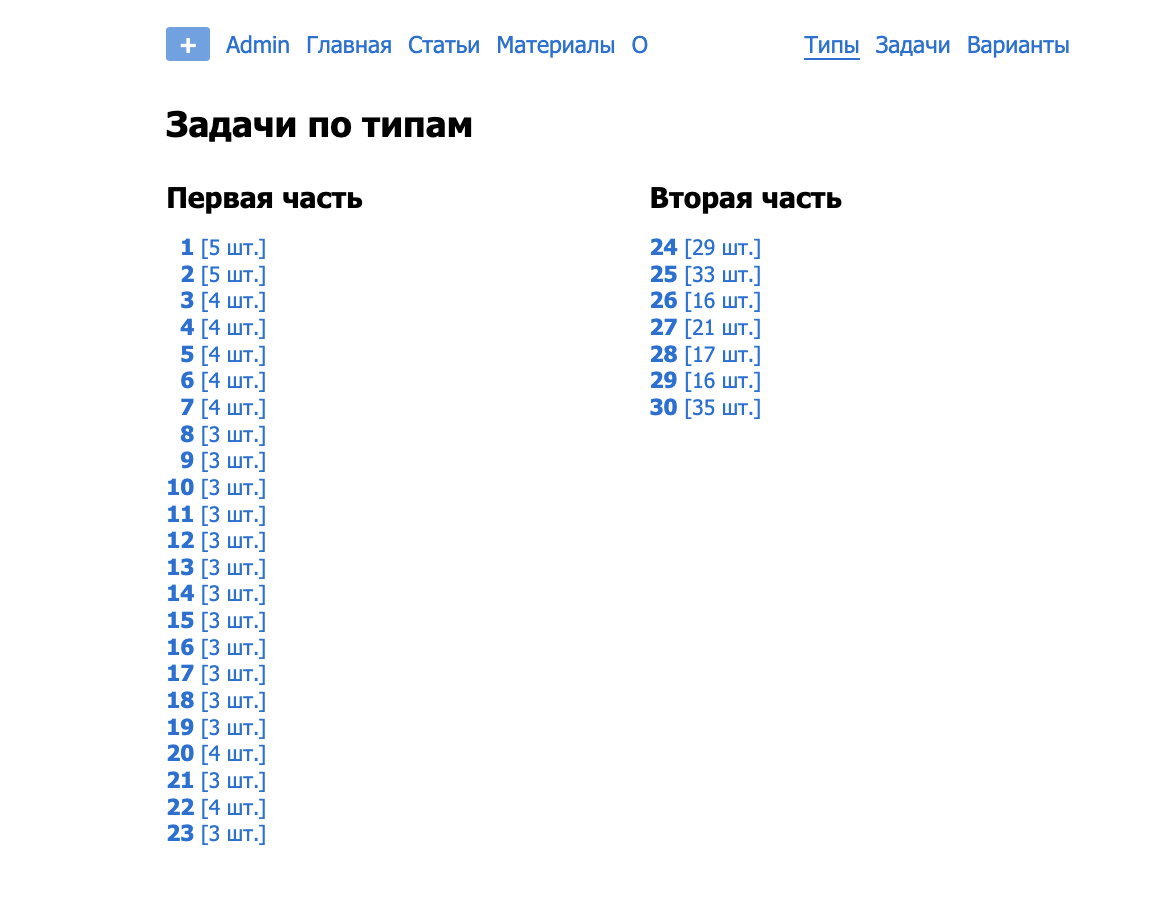 + Admin Главная Статьи Материалы О Типы Задачи Варианты
Задачи по типам
Первая часть
1 [5 шт.]
2 [5 шт.]
3 [4 шт.]
4 [4 шт.]
5 [4 шт.]
6 [4 шт.]
7 [4 шт.]
8 [3 шт.]
9 [3 шт.]
10 [3 шт.]
11 [3 шт.]
12 [3 шт.]
13 [3 шт.]
14 [3 шт.]
15 [3 шт.]
16 [3 шт.]
17 [3 шт.]
18 [3 шт.]
19 [3 шт.]
20 [4 шт.]
21 [3 шт.]
22 [4 шт.]
23 [3 шт.]
Вторая часть
24 [29 шт.]
25 [33 шт.]
26 [16 шт.]
27 [21 шт.]
28 [17 шт.]
29 [16 шт.]
30 [35 шт.]